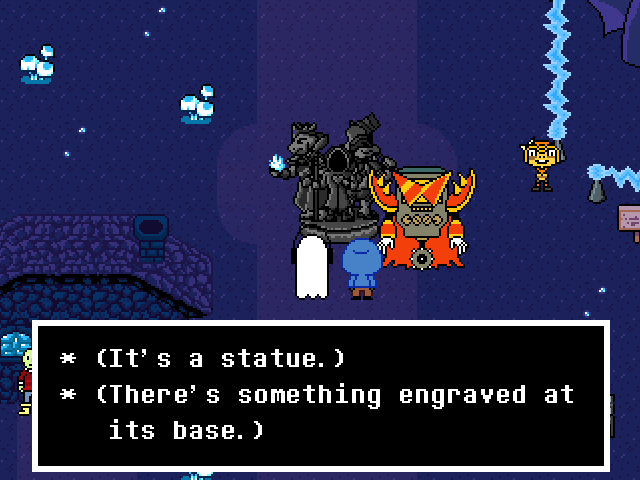 * (It's a statue.)
* (There's something engraved at
its base.)